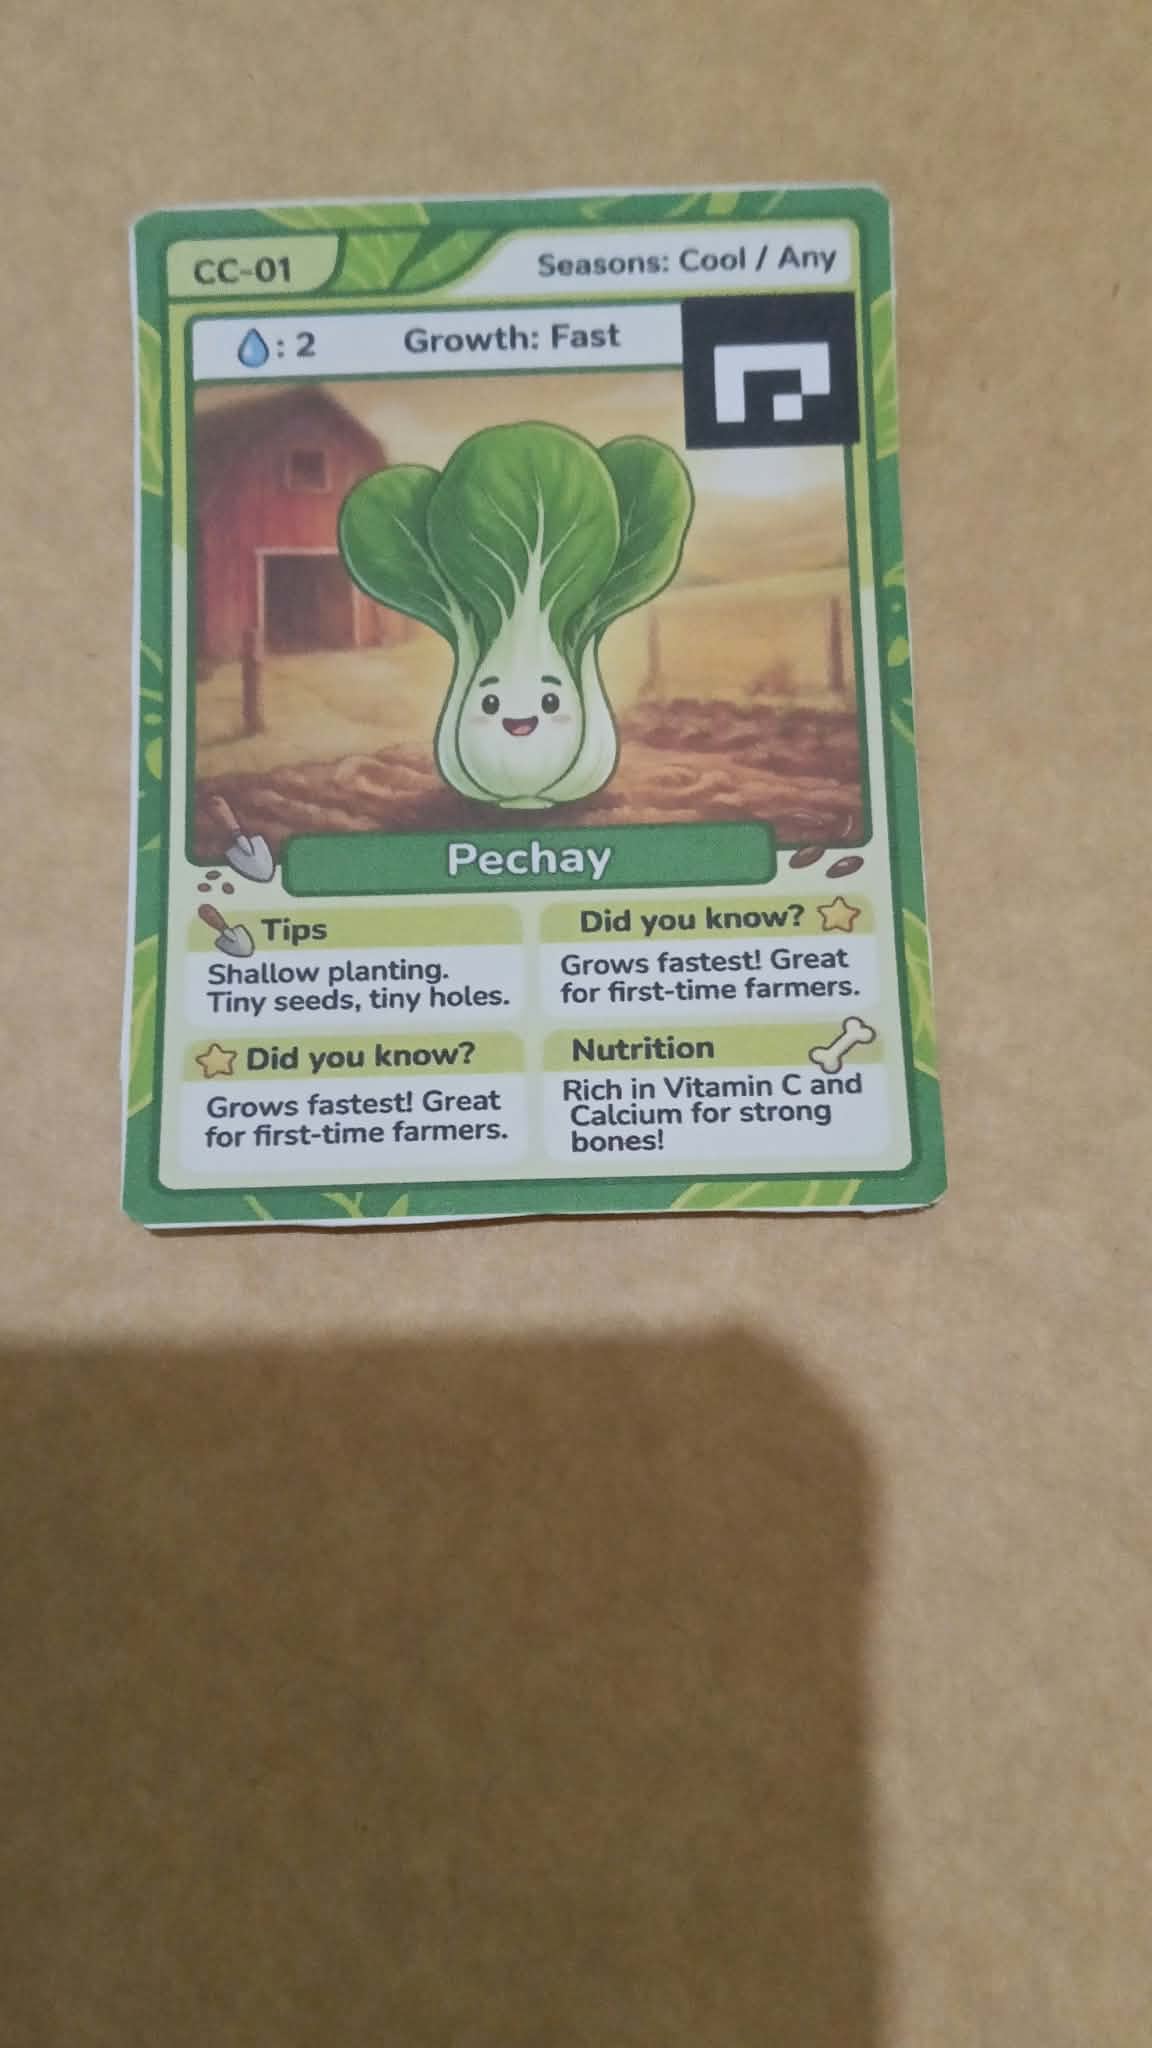 CC-01
Seasons: Cool / Any
: 2
Growth: Fast
Pechay
Tips
Shallow planting.
Tiny seeds, tiny holes.
Did you know?
Grows fastest! Great
for first-time farmers.
Did you know?
Grows fastest! Great
for first-time farmers.
Nutrition
Rich in Vitamin C and
Calcium for strong
bones!